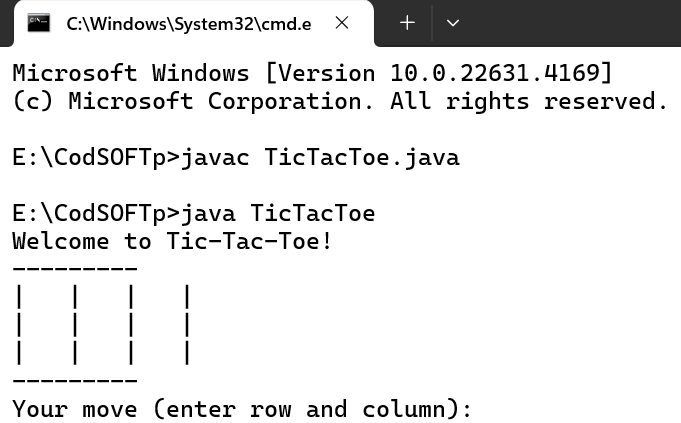 C:\Windows\System32\cmd.e
Microsoft Windows [Version 10.0.22631.4169]
(c) Microsoft Corporation. All rights reserved.
E:\CodSOFTp>javac TicTacToe.java
E:\CodSOFTp>java TicTacToe
Welcome to Tic-Tac-Toe!
---------
|   |   |   |
|   |   |   |
|   |   |   |
---------
Your move (enter row and column):